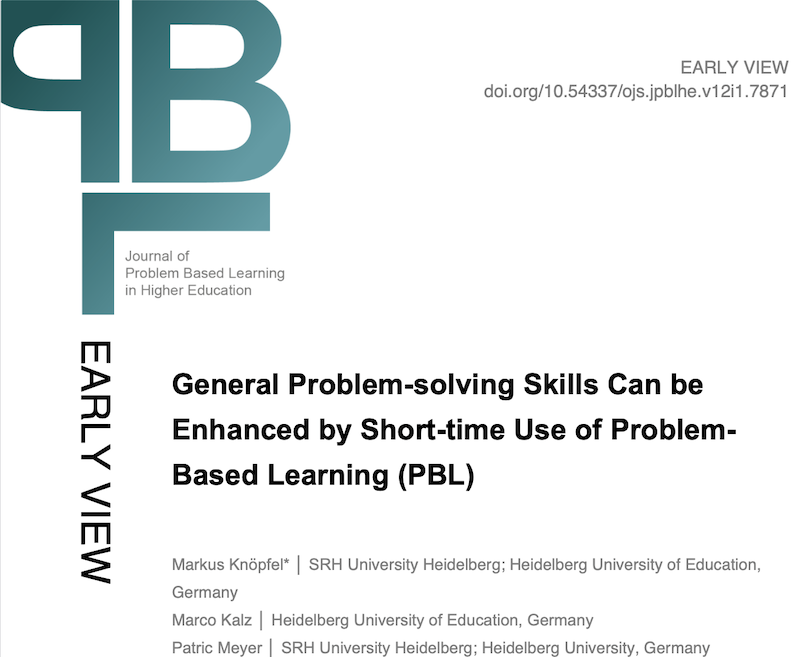 PBL
EARLY VIEW
doi.org/10.54337/ojs.jpblhe.v12i1.7871
Journal of
Problem Based Learning
in Higher Education
EARLY VIEW
General Problem-solving Skills Can be
Enhanced by Short-time Use of Problem-
Based Learning (PBL)
Markus Knöpfel* │ SRH University Heidelberg; Heidelberg University of Education,
Germany
Marco Kalz │ Heidelberg University of Education, Germany
Patric Meyer │ SRH University Heidelberg; Heidelberg University, Germany